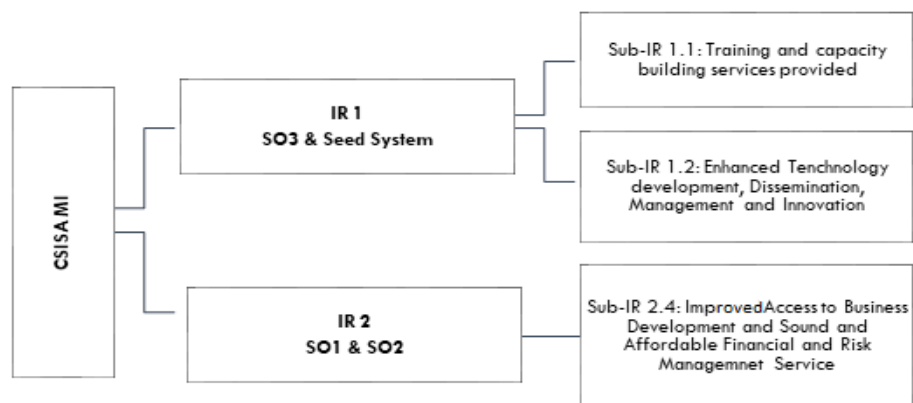 CSISA MI
IR 1
SO3 & Seed System
IR 2
SO1 & SO2
Sub-IR 1.1: Training and capacity
building services provided
Sub-IR 1.2: Enhanced Tenchnology
development, Dissemination,
Management and Innovation
Sub-IR 2.4: ImprovedAccess to Business
Development and Sound and
Affordable Financial and Risk
Managemnet Service